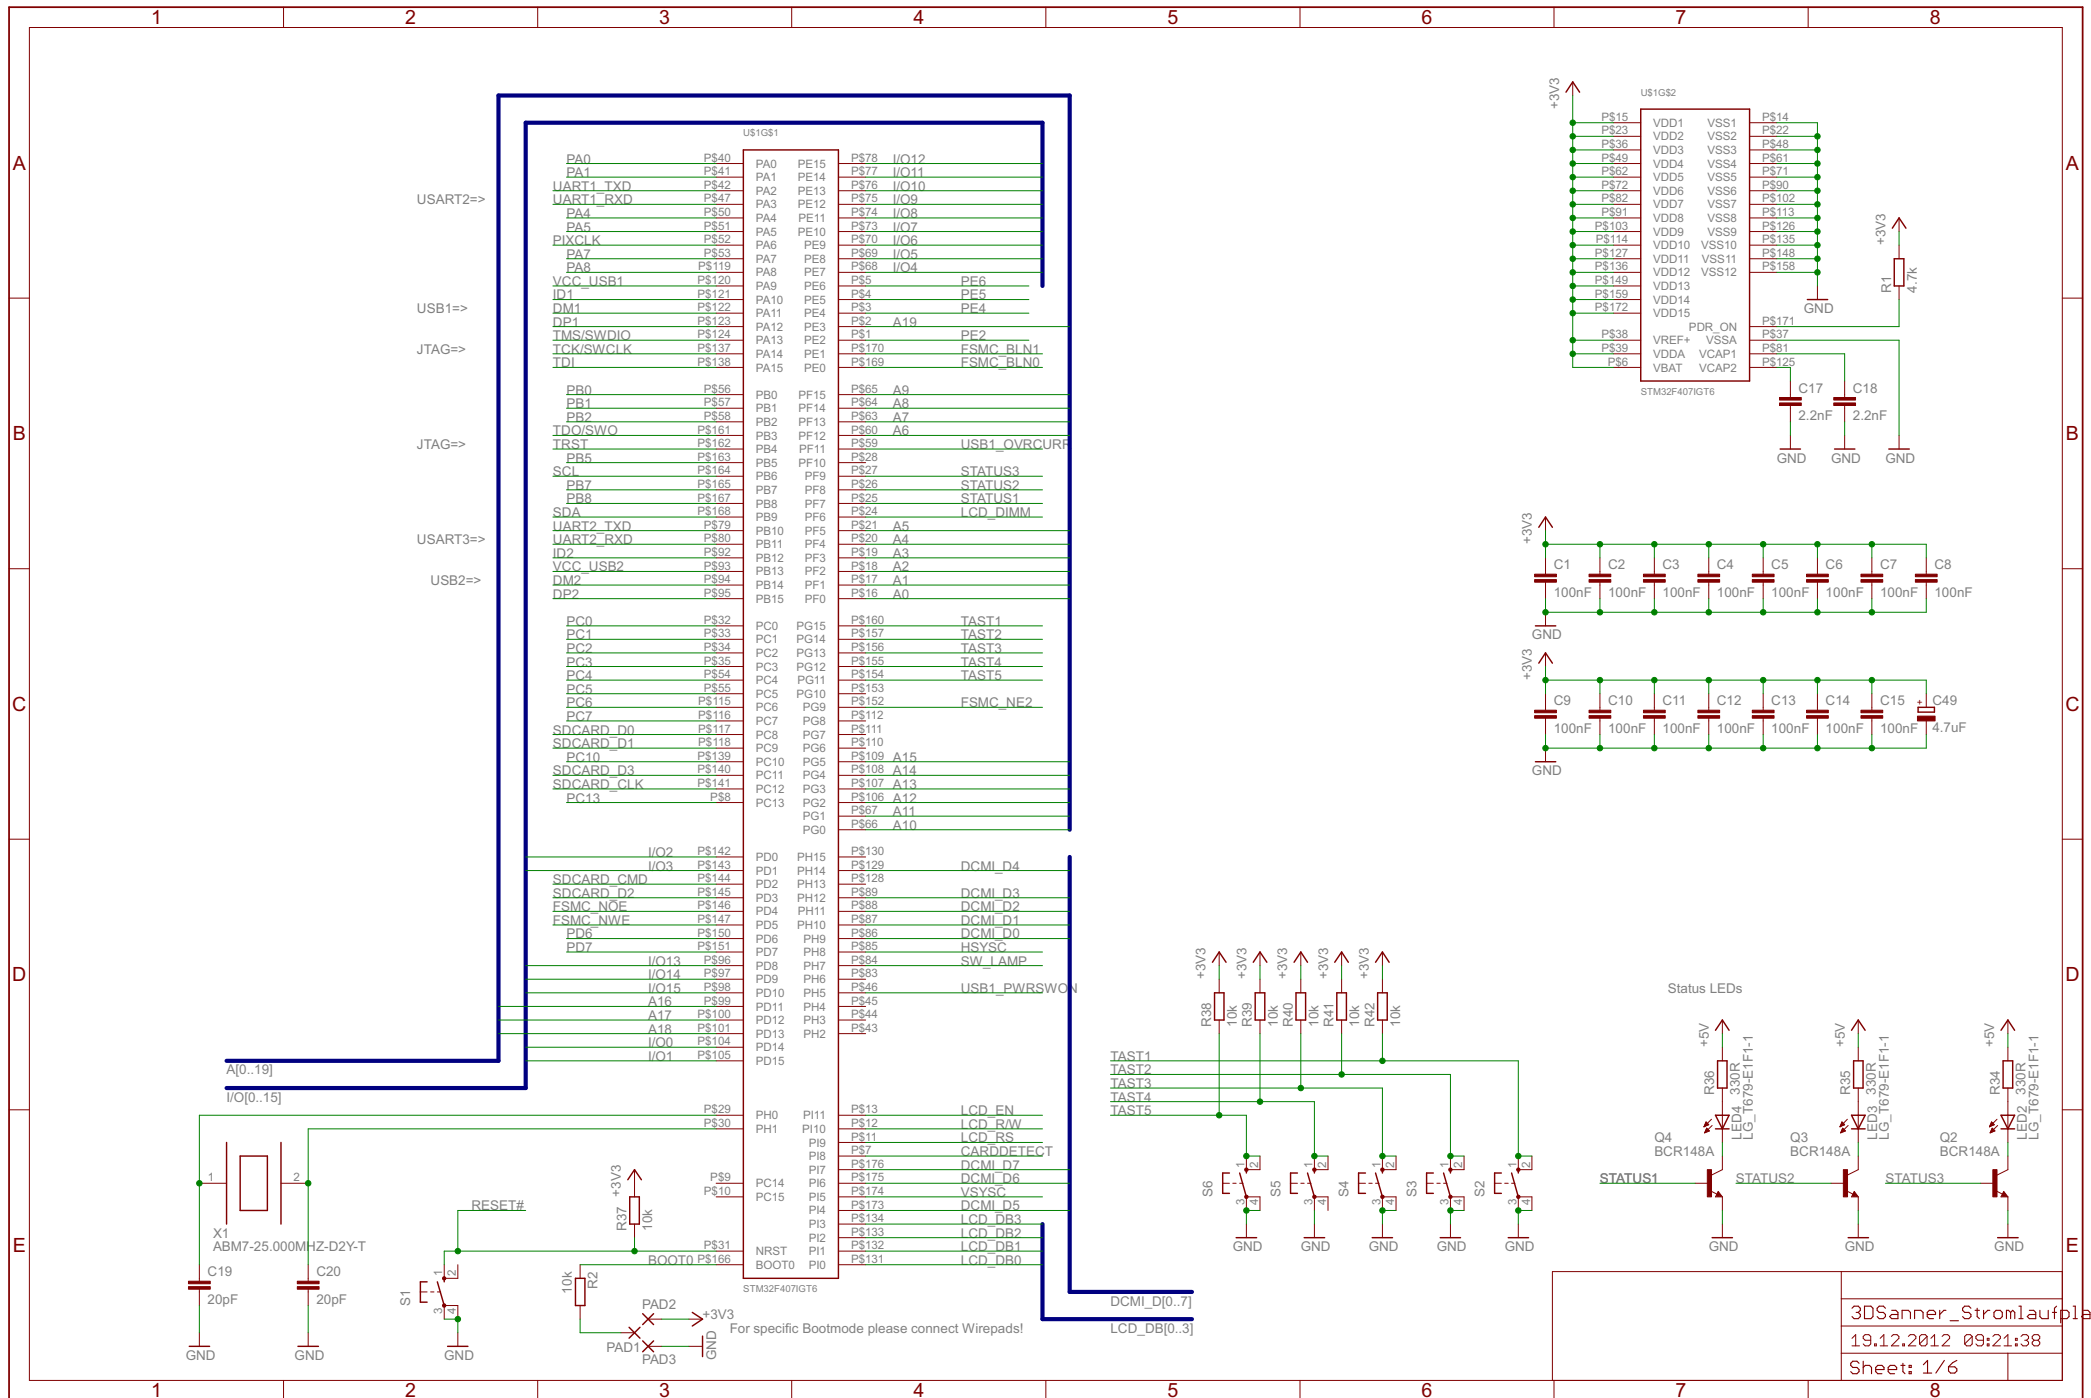 1 2 3 4 5 6 7 8
A B C D E
A B C D E
U$1G$1
PA0 P$40 PA0 PE15 P$78 I/O12
PA1 P$41 PA1 PE14 P$77 I/O11
UART1_TXD P$42 PA2 PE13 P$76 I/O10
USART2=> UART1_RXD P$47 PA3 PE12 P$75 I/O9
PA4 P$50 PA4 PE11 P$74 I/O8
PA5 P$51 PA5 PE10 P$73 I/O7
PIXCLK P$52 PA6 PE9 P$70 I/O6
PA7 P$53 PA7 PE8 P$69 I/O5
PA8 P$119 PA8 PE7 P$68 I/O4
VCC_USB1 P$120 PA9 PE6 P$5 PE6
ID1 P$121 PA10 PE5 P$4 PE5
USB1=> DM1 P$122 PA11 PE4 P$3 PE4
DP1 P$123 PA12 PE3 P$2 A19
TMS/SWDIO P$124 PA13 PE2 P$1 PE2
JTAG=> TCK/SWCLK P$137 PA14 PE1 P$170 FSMC_BLN1
TDI P$138 PA15 PE0 P$169 FSMC_BLN0
PB0 P$56 PB0 PF15 P$65 A9
PB1 P$57 PB1 PF14 P$64 A8
PB2 P$58 PB2 PF13 P$63 A7
TDO/SWO P$161 PB3 PF12 P$60 A6
JTAG=> TRST P$162 PB4 PF11 P$59 USB1_OVRCURR
PB5 P$163 PB5 PF10 P$28
SCL P$164 PB6 PF9 P$27 STATUS3
PB7 P$165 PB7 PF8 P$26 STATUS2
PB8 P$167 PB8 PF7 P$25 STATUS1
SDA P$168 PB9 PF6 P$24 LCD_DIMM
UART2_TXD P$79 PB10 PF5 P$21 A5
USART3=> UART2_RXD P$80 PB11 PF4 P$20 A4
ID2 P$92 PB12 PF3 P$19 A3
VCC_USB2 P$93 PB13 PF2 P$18 A2
USB2=> DM2 P$94 PB14 PF1 P$17 A1
DP2 P$95 PB15 PF0 P$16 A0
PC0 P$32 PC0 PG15 P$160 TAST1
PC1 P$33 PC1 PG14 P$157 TAST2
PC2 P$34 PC2 PG13 P$156 TAST3
PC3 P$35 PC3 PG12 P$155 TAST4
PC4 P$54 PC4 PG11 P$154 TAST5
PC5 P$55 PC5 PG10 P$153
PC6 P$115 PC6 PG9 P$152 FSMC_NE2
PC7 P$116 PC7 PG8 P$112
SDCARD_D0 P$117 PC8 PG7 P$111
SDCARD_D1 P$118 PC9 PG6 P$110
PC10 P$139 PC10 PG5 P$109 A15
SDCARD_D3 P$140 PC11 PG4 P$108 A14
SDCARD_CLK P$141 PC12 PG3 P$107 A13
PC13 P$8 PC13 PG2 P$106 A12
PG1 P$67 A11
PG0 P$66 A10
I/O2 P$142 PD0 PH15 P$130
I/O3 P$143 PD1 PH14 P$129 DCMI_D4
SDCARD_CMD P$144 PD2 PH13 P$128
SDCARD_D2 P$145 PD3 PH12 P$89 DCMI_D3
FSMC_NOE P$146 PD4 PH11 P$88 DCMI_D2
FSMC_NWE P$147 PD5 PH10 P$87 DCMI_D1
PD6 P$150 PD6 PH9 P$86 DCMI_D0
PD7 P$151 PD7 PH8 P$85 HSYSC
I/O13 P$96 PD8 PH7 P$84 SW_LAMP
I/O14 P$97 PD9 PH6 P$83
I/O15 P$98 PD10 PH5 P$46 USB1_PWRSWON
A16 P$99 PD11 PH4 P$45
A17 P$100 PD12 PH3 P$44
A18 P$101 PD13 PH2 P$43
I/O0 P$104 PD14
I/O1 P$105 PD15
A[0..19]
I/O[0..15]
P$29 PH0 PI11 P$13 LCD_EN
P$30 PH1 PI10 P$12 LCD_R/W
PI9 P$11 LCD_RS
PI8 P$7 CARDDETECT
PI7 P$176 DCMI_D7
P$9 PC14 PI6 P$175 DCMI_D6
P$10 PC15 PI5 P$174 VSYSC
PI4 P$173 DCMI_D5
PI3 P$134 LCD_DB3
PI2 P$133 LCD_DB2
P$31 NRST PI1 P$132 LCD_DB1
BOOT0 P$166 BOOT0 PI0 P$131 LCD_DB0
STM32F407IGT6
DCMI_D[0..7]
LCD_DB[0..3]
1 2
X1
ABM7-25.000MHZ-D2Y-T
C19 20pF GND
C20 20pF GND
RESET#
S1 1 2 3 4 GND
+3V3 R37 10k
10k R2
PAD2 +3V3
PAD1
PAD3 GND
For specific Bootmode please connect Wirepads!
+3V3 U$1G$2
P$15 VDD1 VSS1 P$14
P$23 VDD2 VSS2 P$22
P$36 VDD3 VSS3 P$48
P$49 VDD4 VSS4 P$61
P$62 VDD5 VSS5 P$71
P$72 VDD6 VSS6 P$90
P$82 VDD7 VSS7 P$102
P$91 VDD8 VSS8 P$113
P$103 VDD9 VSS9 P$126
P$114 VDD10 VSS10 P$135
P$127 VDD11 VSS11 P$148
P$136 VDD12 VSS12 P$158
P$149 VDD13
P$159 VDD14
P$172 VDD15
GND
PDR_ON P$171
P$38 VREF+ VSSA P$37
P$39 VDDA VCAP1 P$81
P$6 VBAT VCAP2 P$125
STM32F407IGT6
+3V3 R1 4.7k
C17 2.2nF
C18 2.2nF
GND GND GND
+3V3
C1 C2 C3 C4 C5 C6 C7 C8
100nF 100nF 100nF 100nF 100nF 100nF 100nF 100nF
GND
+3V3
C9 C10 C11 C12 C13 C14 C15 + C49
100nF 100nF 100nF 100nF 100nF 100nF 100nF 4.7uF
GND
+3V3 +3V3 +3V3 +3V3 +3V3
R38 10k R39 10k R40 10k R41 10k R42 10k
TAST1
TAST2
TAST3
TAST4
TAST5
S6 1 2 3 4 S5 1 2 3 4 S4 1 2 3 4 S3 1 2 3 4 S2 1 2 3 4
GND GND GND GND GND
Status LEDs
+5V +5V +5V
R36 330R R35 330R R34 330R
LED4 LG_T679-E1F1-1 LED3 LG_T679-E1F1-1 LED2 LG_T679-E1F1-1
Q4 Q3 Q2
BCR148A BCR148A BCR148A
STATUS1 STATUS2 STATUS3
GND GND GND
3DSanner_Stromlaufpla
19.12.2012 09:21:38
Sheet: 1/6
1 2 3 4 5 6 7 8